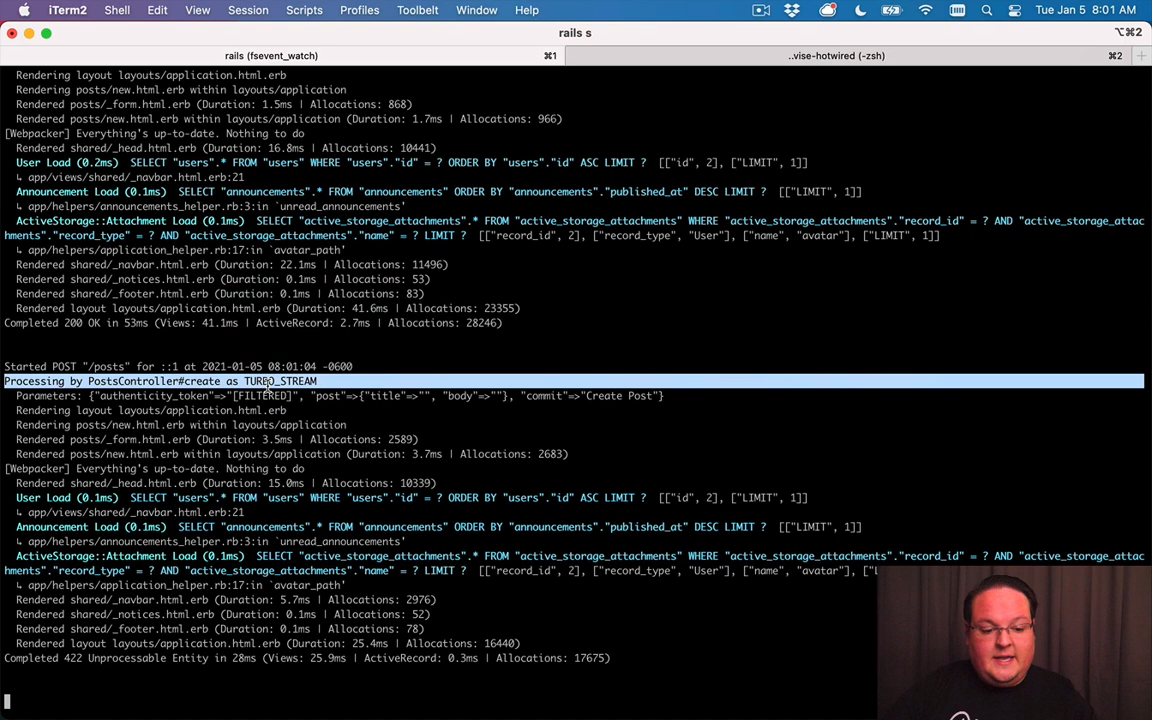 iTerm2 Shell Edit View Session Scripts Profiles Toolbelt Window Help Tue Jan 5 8:01 AM
rails s ⌥⌘2
rails (fsevent_watch) ⌘1 ..vise-hotwired (-zsh) ⌘2
Rendering layout layouts/application.html.erb
Rendering posts/new.html.erb within layouts/application
Rendered posts/_form.html.erb (Duration: 1.5ms | Allocations: 868)
Rendered posts/new.html.erb within layouts/application (Duration: 1.7ms | Allocations: 966)
[Webpacker] Everything's up-to-date. Nothing to do
Rendered shared/_head.html.erb (Duration: 16.8ms | Allocations: 10441)
User Load (0.2ms) SELECT "users".* FROM "users" WHERE "users"."id" = ? ORDER BY "users"."id" ASC LIMIT ? [["id", 2], ["LIMIT", 1]]
↳ app/views/shared/_navbar.html.erb:21
Announcement Load (0.1ms) SELECT "announcements".* FROM "announcements" ORDER BY "announcements"."published_at" DESC LIMIT ? [["LIMIT", 1]]
↳ app/helpers/announcements_helper.rb:3:in `unread_announcements'
ActiveStorage::Attachment Load (0.1ms) SELECT "active_storage_attachments".* FROM "active_storage_attachments" WHERE "active_storage_attachments"."record_id" = ? AND "active_storage_attac
hments"."record_type" = ? AND "active_storage_attachments"."name" = ? LIMIT ? [["record_id", 2], ["record_type", "User"], ["name", "avatar"], ["LIMIT", 1]]
↳ app/helpers/application_helper.rb:17:in `avatar_path'
Rendered shared/_navbar.html.erb (Duration: 22.1ms | Allocations: 11496)
Rendered shared/_notices.html.erb (Duration: 0.1ms | Allocations: 53)
Rendered shared/_footer.html.erb (Duration: 0.1ms | Allocations: 83)
Rendered layout layouts/application.html.erb (Duration: 41.6ms | Allocations: 23355)
Completed 200 OK in 53ms (Views: 41.1ms | ActiveRecord: 2.7ms | Allocations: 28246)
Started POST "/posts" for ::1 at 2021-01-05 08:01:04 -0600
Processing by PostsController#create as TURBO_STREAM
Parameters: {"authenticity_token"=>"[FILTERED]", "post"=>{"title"=>"", "body"=>""}, "commit"=>"Create Post"}
Rendering layout layouts/application.html.erb
Rendering posts/new.html.erb within layouts/application
Rendered posts/_form.html.erb (Duration: 3.5ms | Allocations: 2589)
Rendered posts/new.html.erb within layouts/application (Duration: 3.7ms | Allocations: 2683)
[Webpacker] Everything's up-to-date. Nothing to do
Rendered shared/_head.html.erb (Duration: 15.0ms | Allocations: 10339)
User Load (0.1ms) SELECT "users".* FROM "users" WHERE "users"."id" = ? ORDER BY "users"."id" ASC LIMIT ? [["id", 2], ["LIMIT", 1]]
↳ app/views/shared/_navbar.html.erb:21
Announcement Load (0.1ms) SELECT "announcements".* FROM "announcements" ORDER BY "announcements"."published_at" DESC LIMIT ? [["LIMIT", 1]]
↳ app/helpers/announcements_helper.rb:3:in `unread_announcements'
ActiveStorage::Attachment Load (0.1ms) SELECT "active_storage_attachments".* FROM "active_storage_attachments" WHERE "active_storage_attachments"."record_id" = ? AND "active_storage_attac
hments"."record_type" = ? AND "active_storage_attachments"."name" = ? LIMIT ? [["record_id", 2], ["record_type", "User"], ["name", "avatar"], ["L
↳ app/helpers/application_helper.rb:17:in `avatar_path'
Rendered shared/_navbar.html.erb (Duration: 5.7ms | Allocations: 2976)
Rendered shared/_notices.html.erb (Duration: 0.1ms | Allocations: 52)
Rendered shared/_footer.html.erb (Duration: 0.1ms | Allocations: 78)
Rendered layout layouts/application.html.erb (Duration: 25.4ms | Allocations: 16440)
Completed 422 Unprocessable Entity in 28ms (Views: 25.9ms | ActiveRecord: 0.3ms | Allocations: 17675)